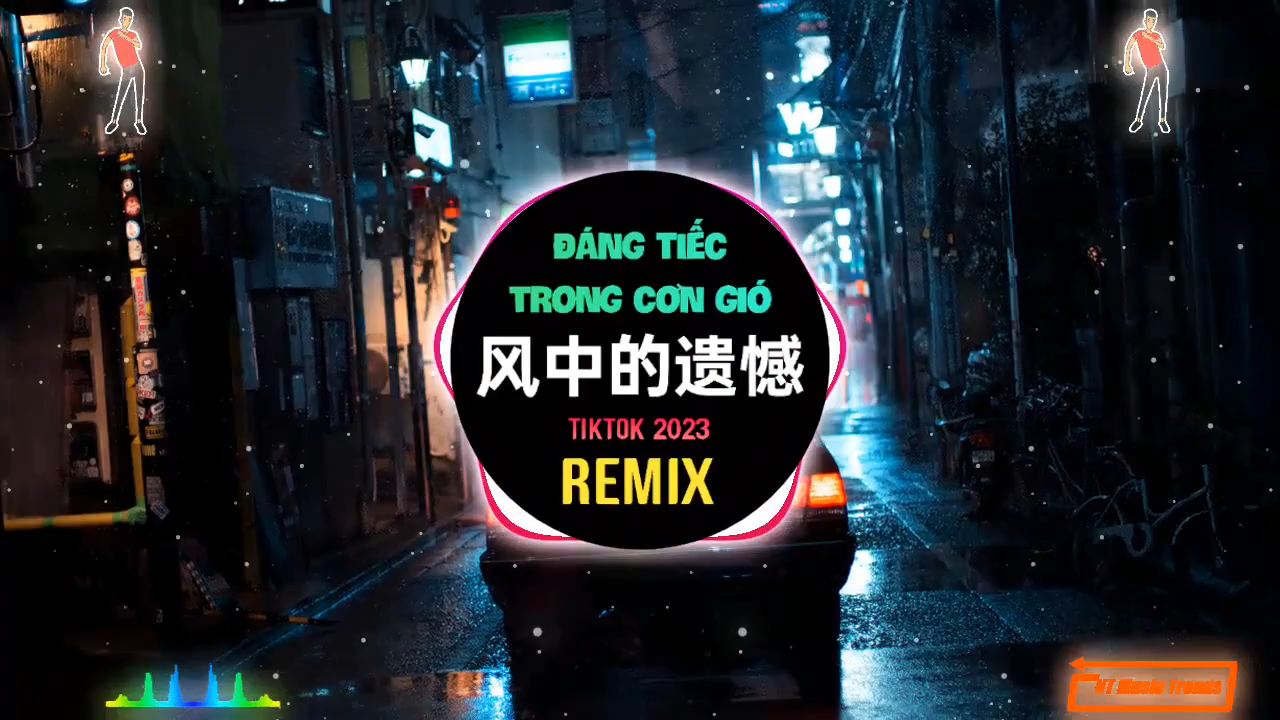 ĐÁNG TIẾC
TRONG CƠN GIÓ
风中的遗憾
TIKTOK 2023
REMIX